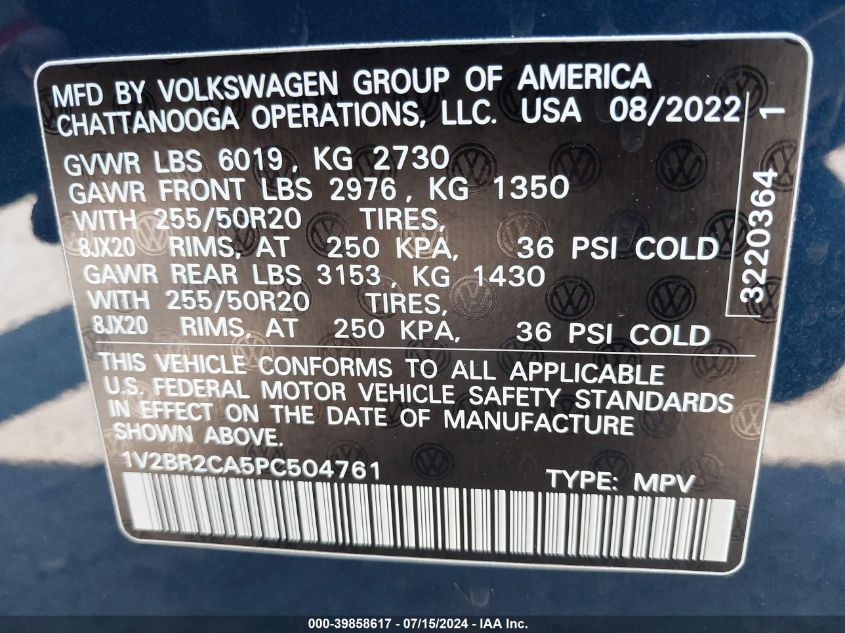 MFD BY VOLKSWAGEN GROUP OF AMERICA
CHATTANOOGA OPERATIONS, LLC. USA 08/2022
GVWR LBS 6019, KG 2730
GAWR FRONT LBS 2976, KG 1350
WITH 255/50R20 TIRES,
8JX20 RIMS, AT 250 KPA, 36 PSI COLD
GAWR REAR LBS 3153, KG 1430
WITH 255/50R20 TIRES,
8JX20 RIMS, AT 250 KPA, 36 PSI COLD
3220364 1
THIS VEHICLE CONFORMS TO ALL APPLICABLE
U.S. FEDERAL MOTOR VEHICLE SAFETY STANDARDS
IN EFFECT ON THE DATE OF MANUFACTURE
SHOWN ABOVE.
1V2BR2CA5PC504761 TYPE: MPV
000-39858617 - 07/15/2024 - IAAI.com